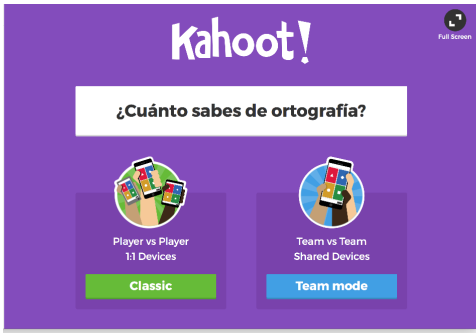 Kahoot!
Full Screen
¿Cuánto sabes de ortografía?
Player vs Player
1:1 Devices
Classic
Team vs Team
Shared Devices
Team mode